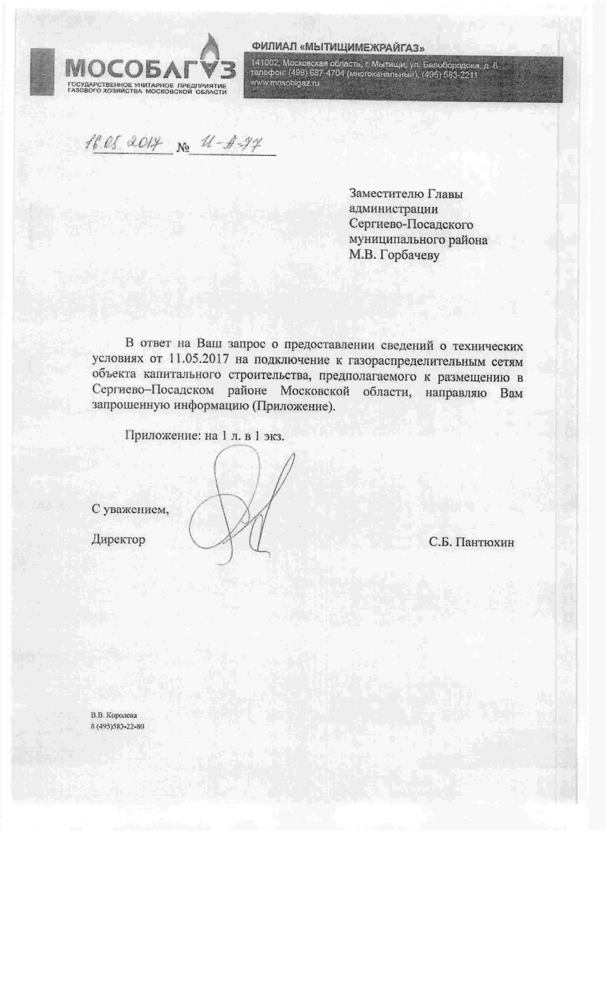 МОСОБЛГАЗ
ГОСУДАРСТВЕННОЕ УНИТАРНОЕ ПРЕДПРИЯТИЕ
ГАЗОВОГО ХОЗЯЙСТВА МОСКОВСКОЙ ОБЛАСТИ
ФИЛИАЛ «МЫТИЩИМЕЖРАЙГАЗ»
141002, Московская область, г. Мытищи, ул. Белобородова, д. 6
телефон: (498) 687-4704 (многоканальный), (495) 583-2211
www.mosoblgaz.ru
16.05.2017 № И-А-97
Заместителю Главы
администрации
Сергиево-Посадского
муниципального района
М.В. Горбачеву
В ответ на Ваш запрос о предоставлении сведений о технических
условиях от 11.05.2017 на подключение к газораспределительным сетям
объекта капитального строительства, предполагаемого к размещению в
Сергиево–Посадском районе Московской области, направляю Вам
запрошенную информацию (Приложение).
Приложение: на 1 л. в 1 экз.
С уважением,
Директор С.Б. Пантюхин
В.В. Королева
8 (495)583-22-80